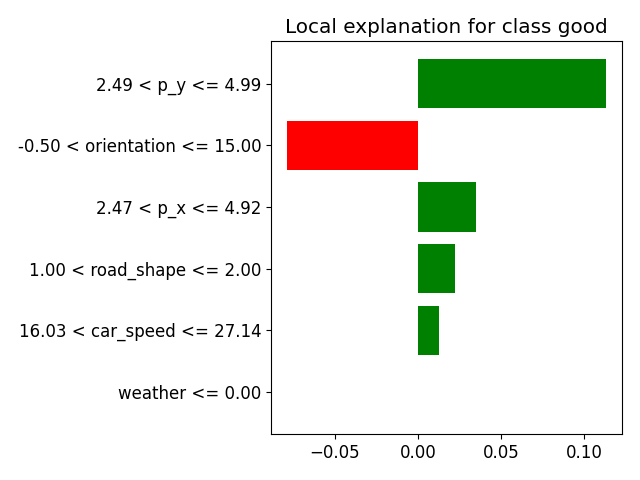 Local explanation for class good
2.49 < p_y <= 4.99
-0.50 < orientation <= 15.00
2.47 < p_x <= 4.92
1.00 < road_shape <= 2.00
16.03 < car_speed <= 27.14
weather <= 0.00
−0.05 0.00 0.05 0.10